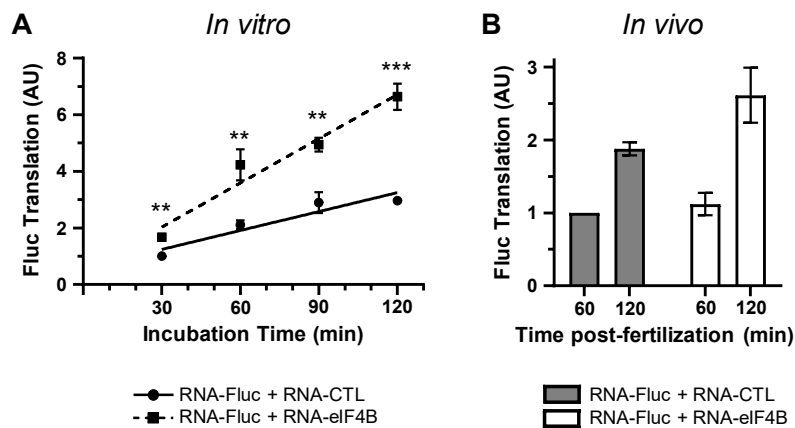 A
In vitro
Fluc Translation (AU)
8
6
4
2
0
**
**
**
***
30
60
90
120
Incubation Time (min)
RNA-Fluc + RNA-CTL
RNA-Fluc + RNA-eIF4B
B
In vivo
Fluc Translation (AU)
3
2
1
0
60
120
60
120
Time post-fertilization (min)
RNA-Fluc + RNA-CTL
RNA-Fluc + RNA-eIF4B